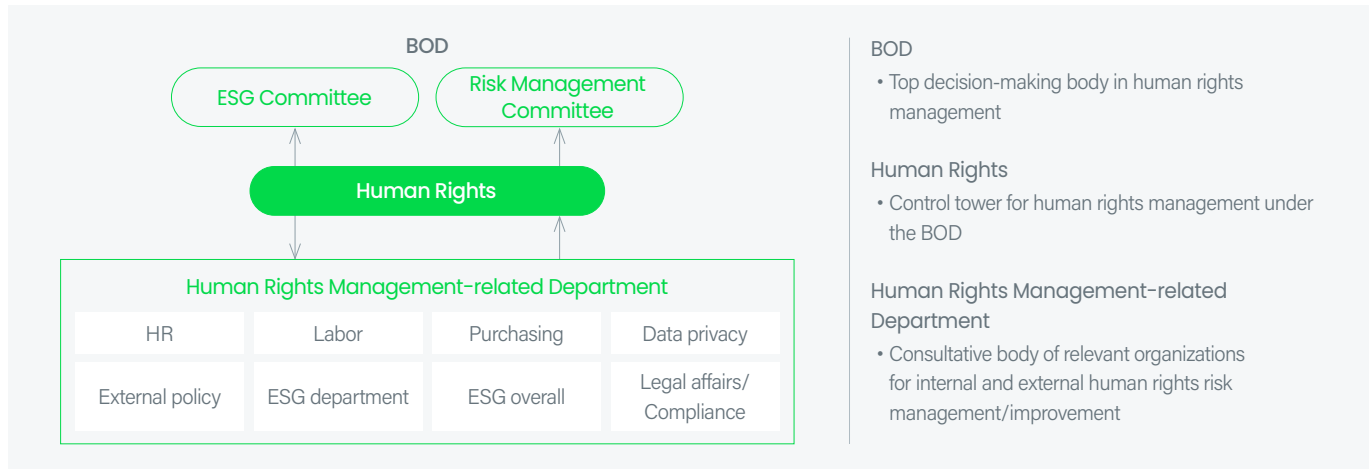 BOD
ESG Committee
Risk Management
Committee
Human Rights
Human Rights Management-related Department
HR
Labor
Purchasing
Data privacy
External policy
ESG department
ESG overall
Legal affairs/
Compliance
BOD
• Top decision-making body in human rights
management
Human Rights
• Control tower for human rights management under
the BOD
Human Rights Management-related
Department
• Consultative body of relevant organizations
for internal and external human rights risk
management/improvement